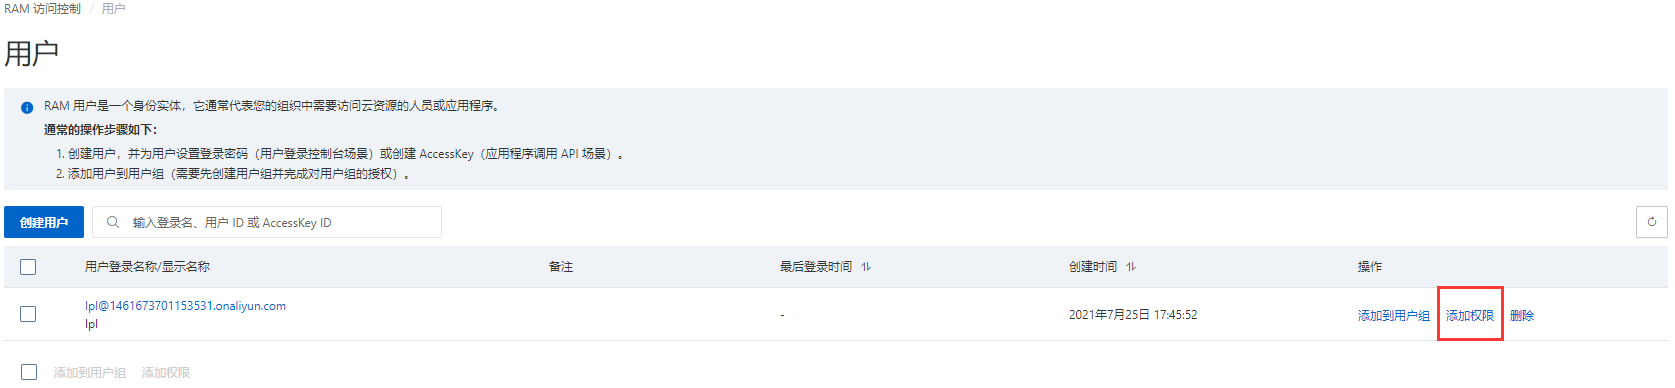 RAM 访问控制 / 用户
用户
RAM 用户是一个身份实体，它通常代表您的组织中需要访问云资源的人员或应用程序。
通常的操作步骤如下：
1. 创建用户，并为用户设置登录密码（用户登录控制台场景）或创建 AccessKey（应用程序调用 API 场景）。
2. 添加用户到用户组（需要先创建用户组并完成对用户组的授权）。
创建用户 输入登录名、用户 ID 或 AccessKey ID
用户登录名称/显示名称 备注 最后登录时间 创建时间 操作
lpl@1461673701153531.onaliyun.com
lpl - 2021年7月25日 17:45:52 添加到用户组 添加权限 删除
添加到用户组 添加权限